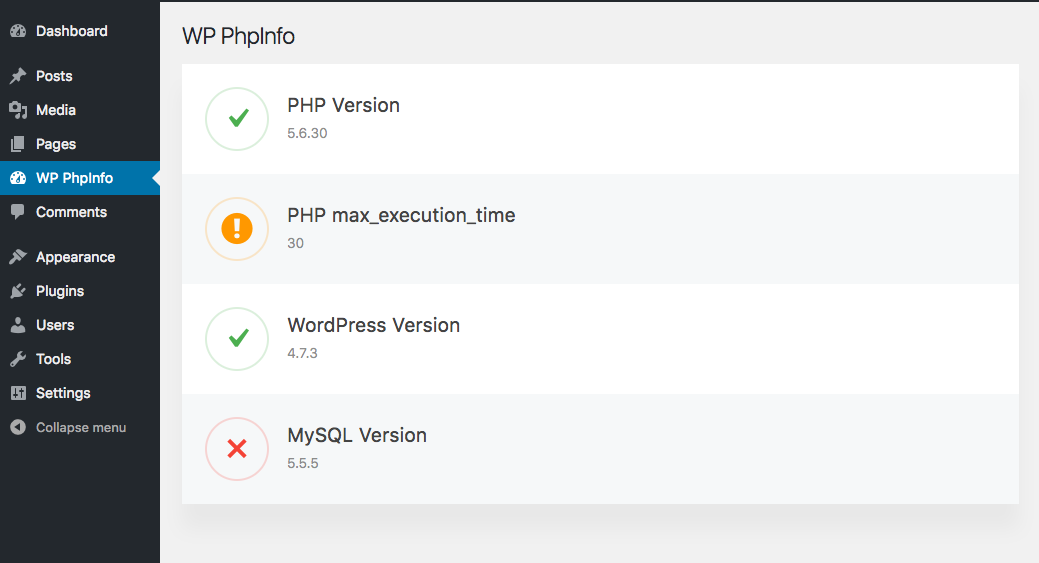 Dashboard
Posts
Media
Pages
WP PhpInfo
Comments
Appearance
Plugins
Users
Tools
Settings
Collapse menu
WP PhpInfo
PHP Version
5.6.30
PHP max_execution_time
30
WordPress Version
4.7.3
MySQL Version
5.5.5